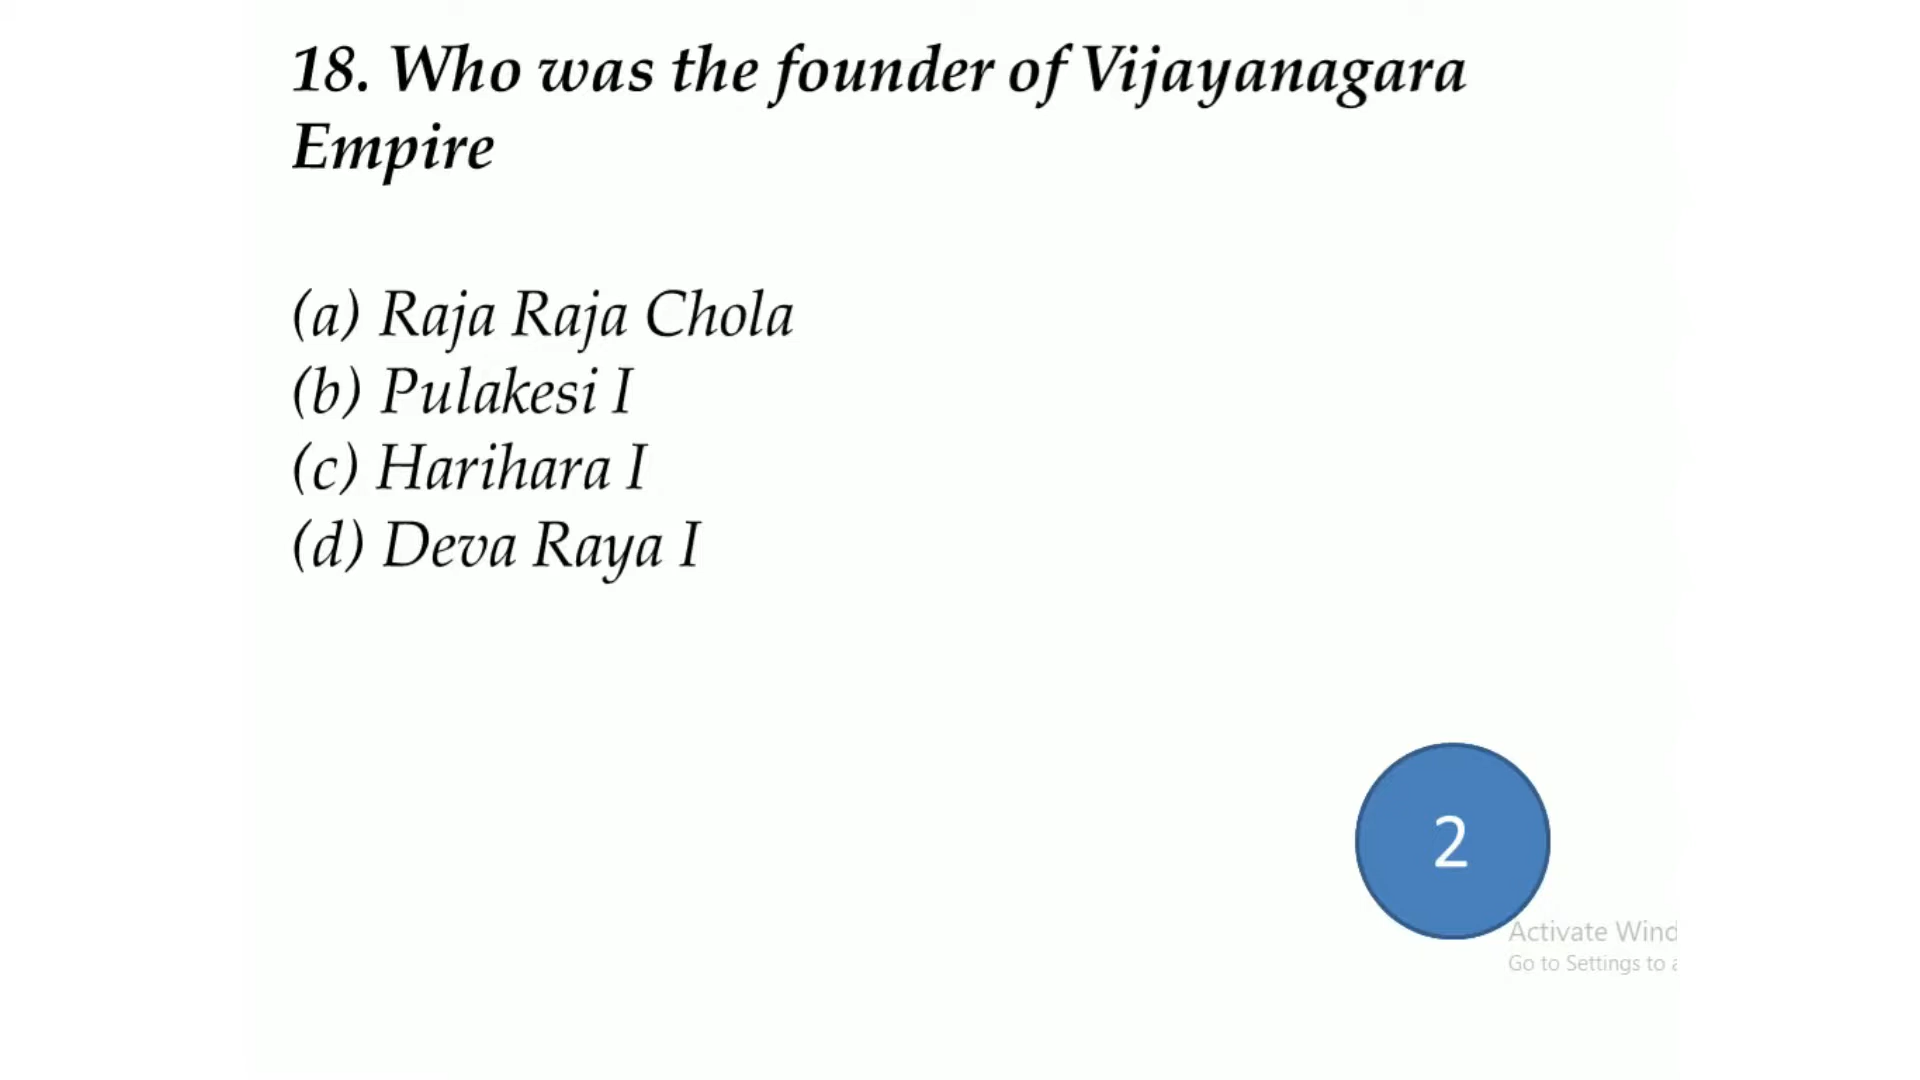 18. Who was the founder of Vijayanagara
Empire
(a) Raja Raja Chola
(b) Pulakesi I
(c) Harihara I
(d) Deva Raya I
2
Activate Wind
Go to Settings to a